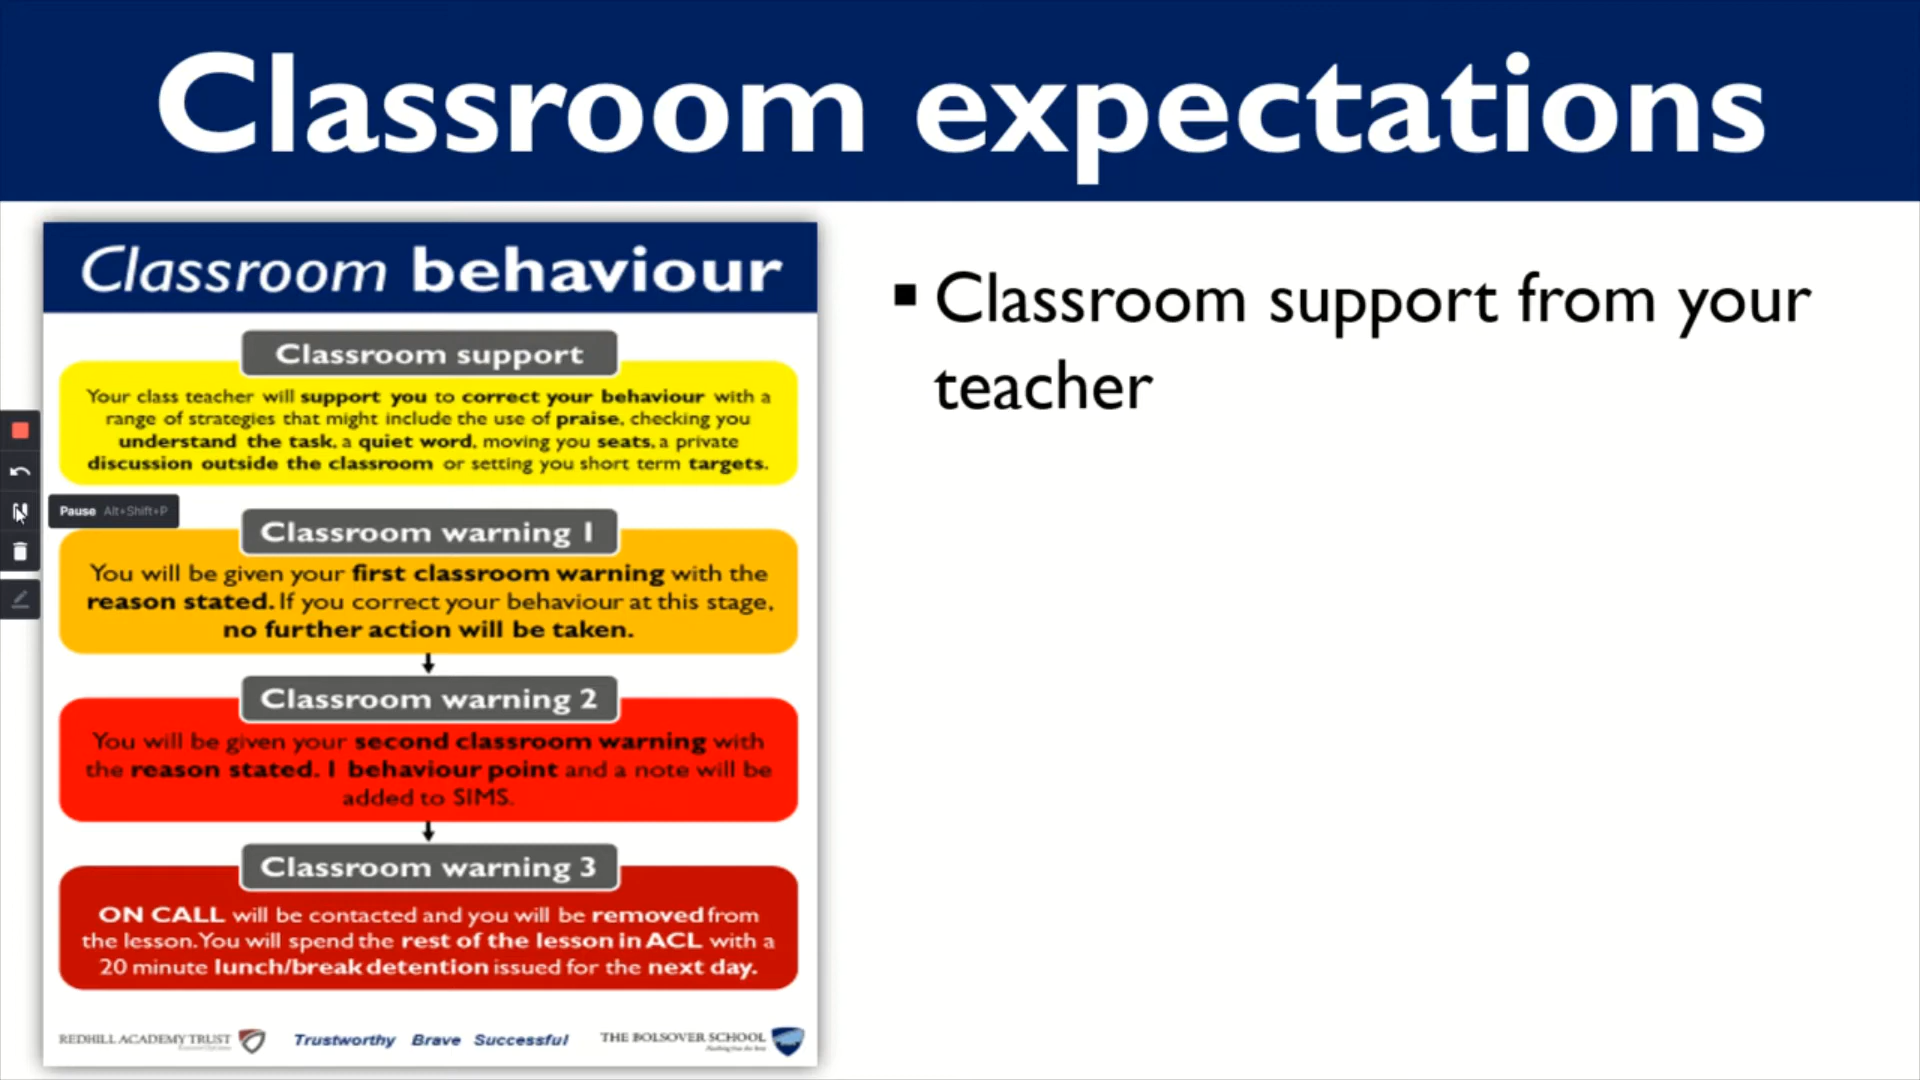 Classroom expectations
Classroom behaviour
Classroom support
Your class teacher will support you to correct your behaviour with a
range of strategies that might include the use of praise, checking you
understand the task, a quiet word, moving you seats, a private
discussion outside the classroom or setting you short term targets.
Pause Alt+Shift+P
Classroom warning 1
You will be given your first classroom warning with the
reason stated. If you correct your behaviour at this stage,
no further action will be taken.
Classroom warning 2
You will be given your second classroom warning with
the reason stated. 1 behaviour point and a note will be
added to SIMS.
Classroom warning 3
ON CALL will be contacted and you will be removed from
the lesson. You will spend the rest of the lesson in ACL with a
20 minute lunch/break detention issued for the next day.
REDHILL ACADEMY TRUST
Trustworthy Brave Successful
THE BOLSOVER SCHOOL
▪ Classroom support from your
teacher